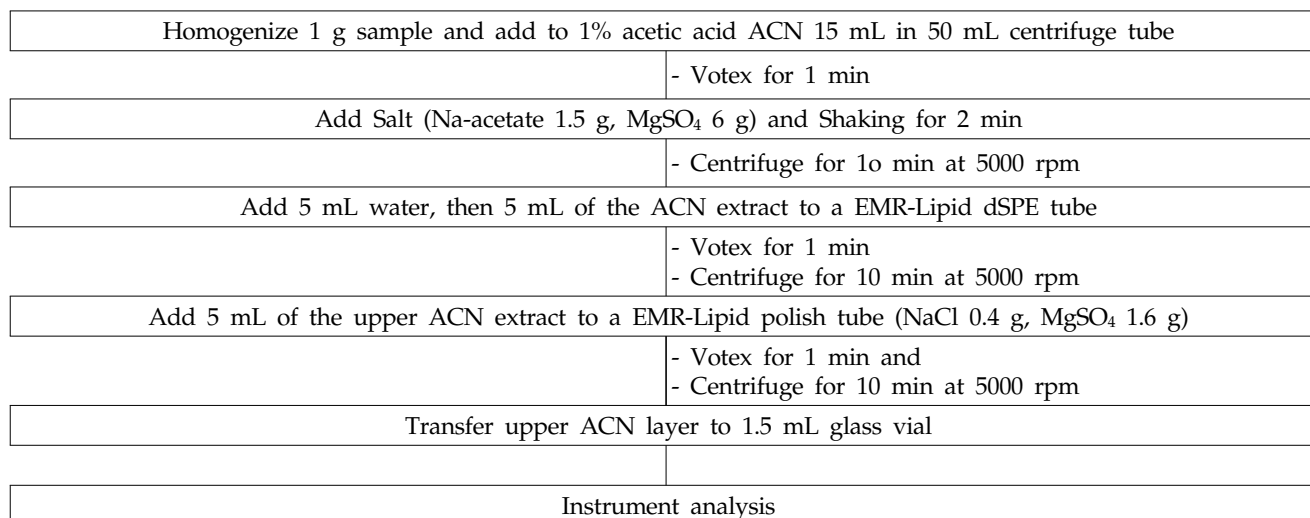 Homogenize 1 g sample and add to 1% acetic acid ACN 15 mL in 50 mL centrifuge tube
- Votex for 1 min
Add Salt (Na-acetate 1.5 g, MgSO₄ 6 g) and Shaking for 2 min
- Centrifuge for 1o min at 5000 rpm
Add 5 mL water, then 5 mL of the ACN extract to a EMR-Lipid dSPE tube
- Votex for 1 min
- Centrifuge for 10 min at 5000 rpm
Add 5 mL of the upper ACN extract to a EMR-Lipid polish tube (NaCl 0.4 g, MgSO₄ 1.6 g)
- Votex for 1 min and
- Centrifuge for 10 min at 5000 rpm
Transfer upper ACN layer to 1.5 mL glass vial
Instrument analysis